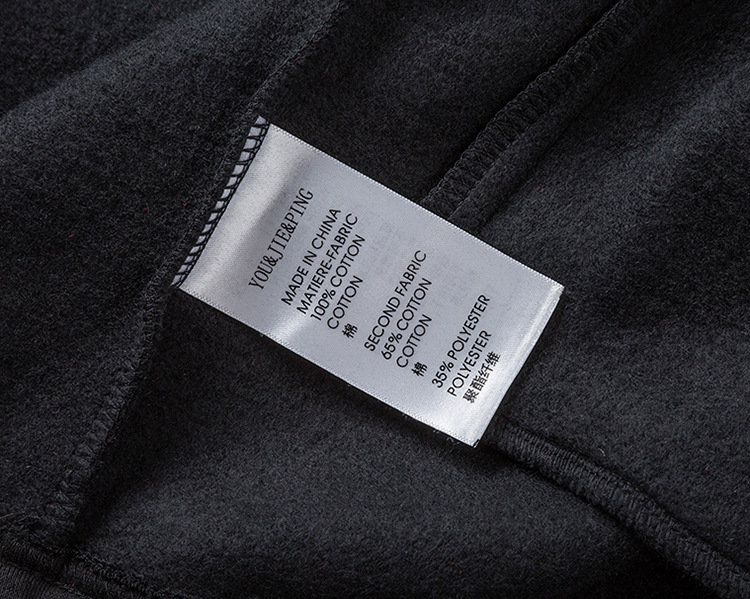 YOU&JIE&PING
MADE IN CHINA
MATIERE-FABRIC
100% COTTON
COTTON
棉
SECOND FABRIC
65% COTTON
COTTON
棉
35% POLYESTER
POLYESTER
聚酯纤维